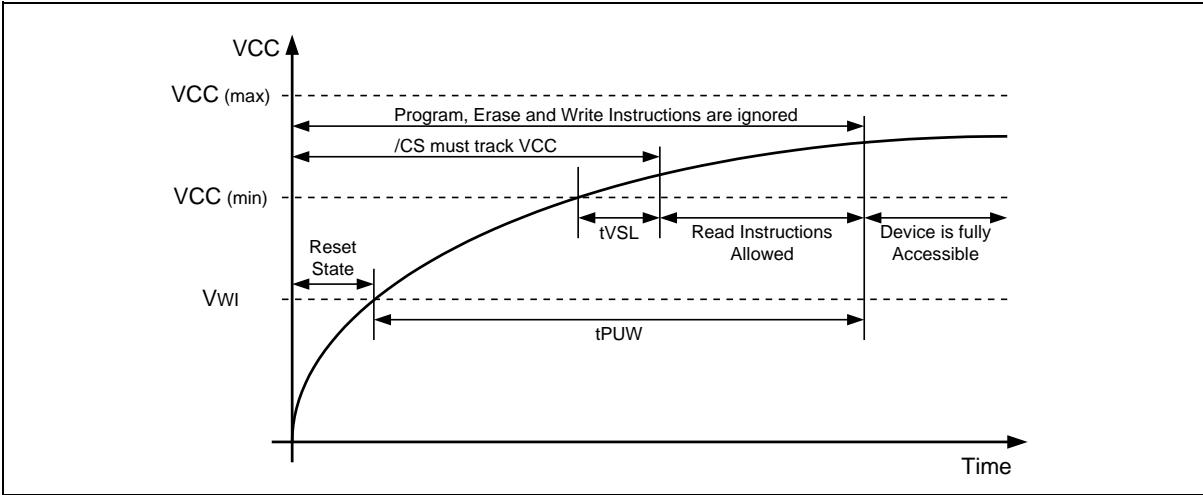 VCC
VCC (max)
Program, Erase and Write Instructions are ignored
/CS must track VCC
VCC (min)
tVSL
Read Instructions
Allowed
Device is fully
Accessible
Reset
State
VWI
tPUW
Time